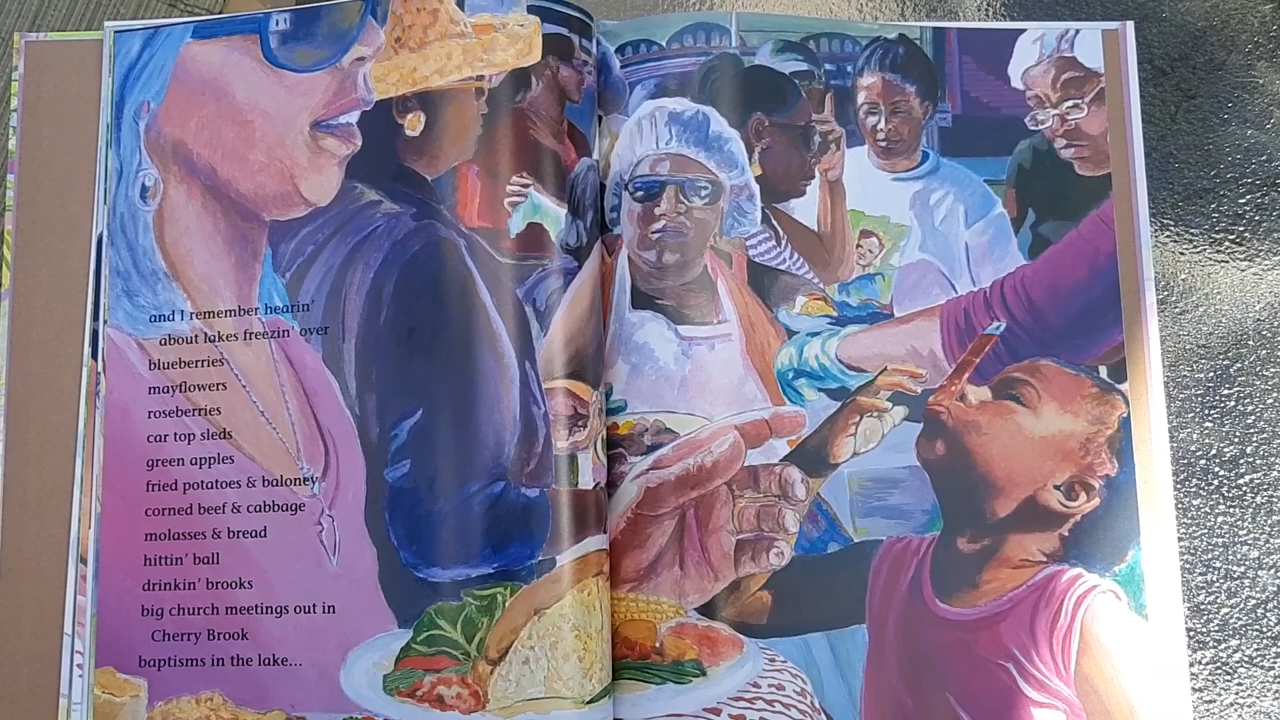 and I remember hearin’
about lakes freezin’ over
blueberries
mayflowers
roseberries
car top sleds
green apples
fried potatoes & baloney
corned beef & cabbage
molasses & bread
hittin’ ball
drinkin’ brooks
big church meetings out in
Cherry Brook
baptisms in the lake...